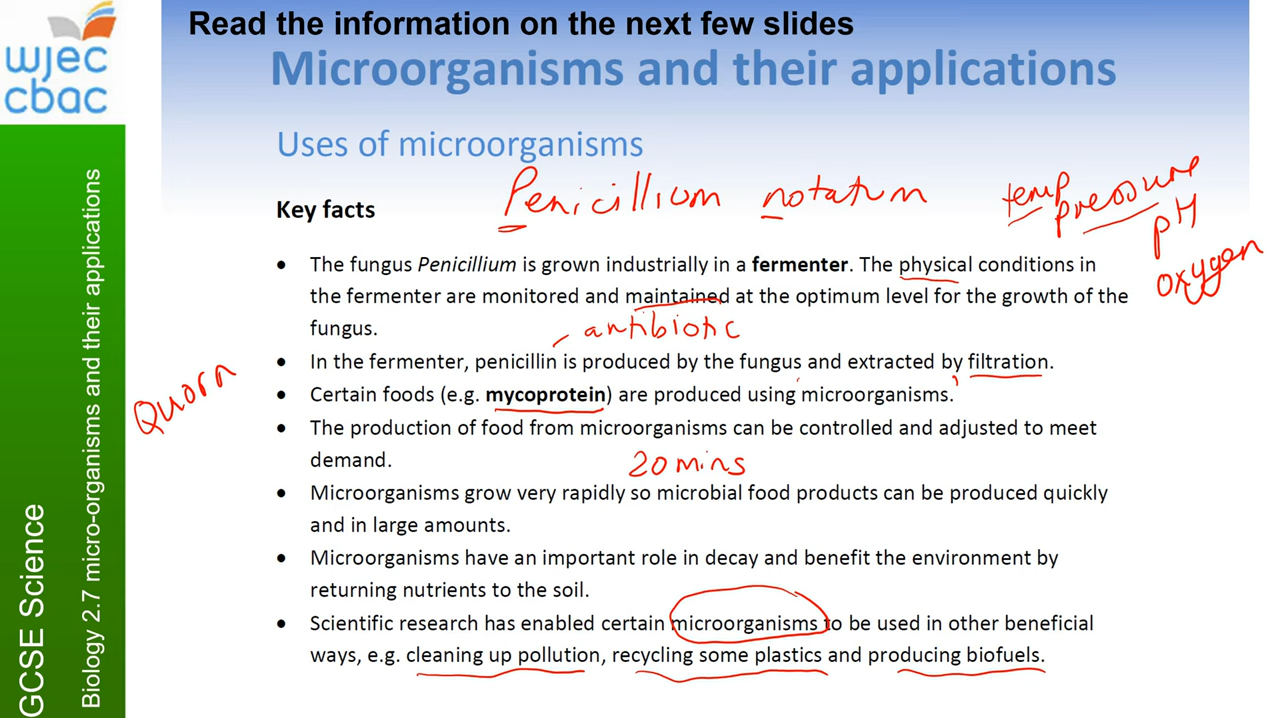 Read the information on the next few slides
wjec
cbac
Microorganisms and their applications
Uses of microorganisms
Penicillium notatum
temp
pressure
pH
oxygen
Key facts
• The fungus Penicillium is grown industrially in a fermenter. The physical conditions in
the fermenter are monitored and maintained at the optimum level for the growth of the
fungus.
antibiotic
• In the fermenter, penicillin is produced by the fungus and extracted by filtration.
Quorn
• Certain foods (e.g. mycoprotein) are produced using microorganisms.
• The production of food from microorganisms can be controlled and adjusted to meet
demand.
20 mins
• Microorganisms grow very rapidly so microbial food products can be produced quickly
and in large amounts.
• Microorganisms have an important role in decay and benefit the environment by
returning nutrients to the soil.
• Scientific research has enabled certain microorganisms to be used in other beneficial
ways, e.g. cleaning up pollution, recycling some plastics and producing biofuels.
GCSE Science
Biology 2.7 micro-organisms and their applications